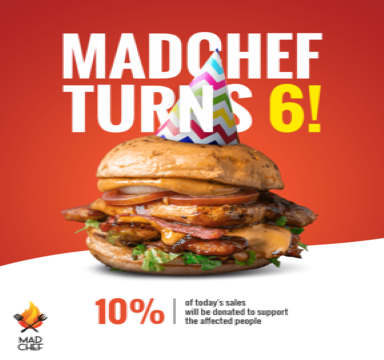 MADCHEF
TURNS 6!
10%
of today's sales
will be donated to support
the affected people
MAD
CHEF